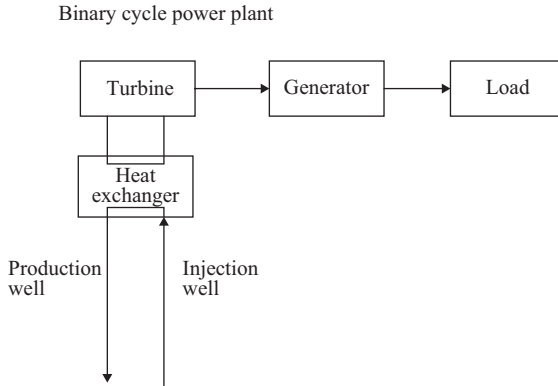 Binary cycle power plant
Turbine
Generator
Load
Heat
exchanger
Production
well
Injection
well